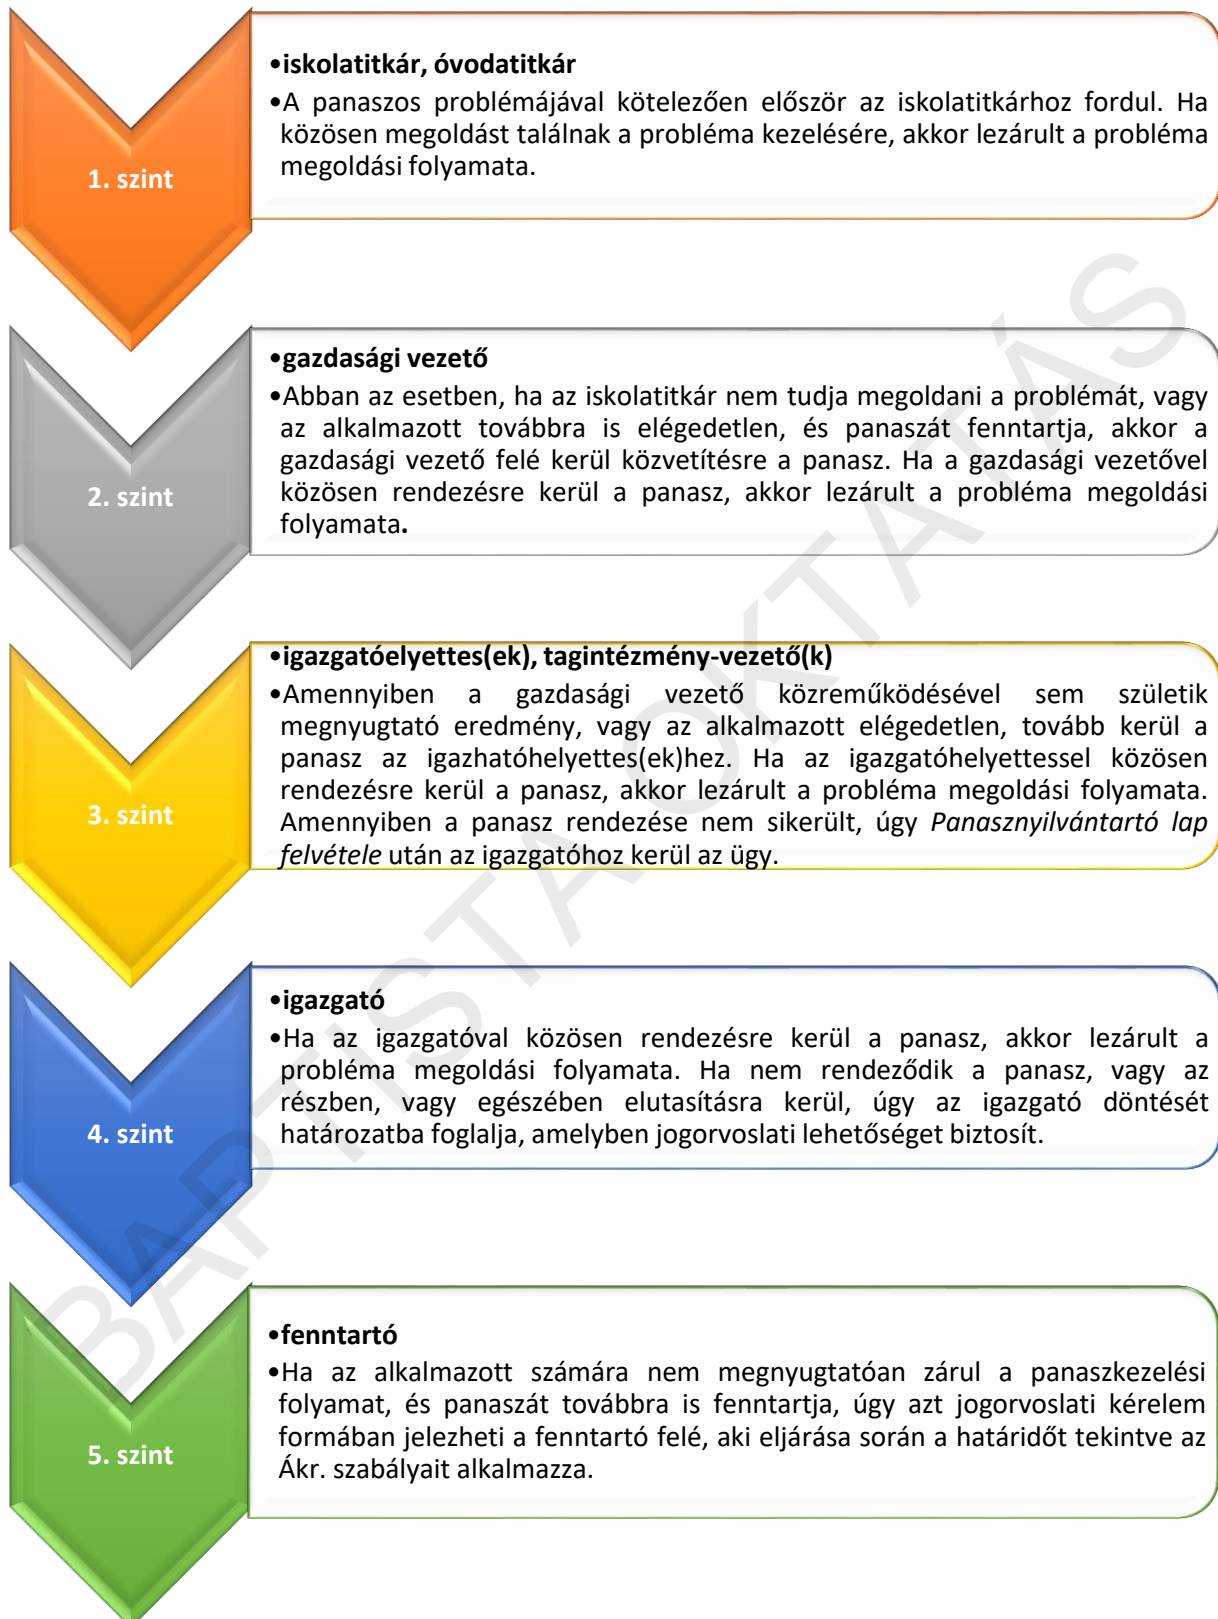 1. szint
•iskolatitkár, óvodatitkár
•A panaszos problémájával kötelezően először az iskolatitkárhoz fordul. Ha
közösen megoldást találnak a probléma kezelésére, akkor lezárult a probléma
megoldási folyamata.
2. szint
•gazdasági vezető
•Abban az esetben, ha az iskolatitkár nem tudja megoldani a problémát, vagy
az alkalmazott továbbra is elégedetlen, és panaszát fenntartja, akkor a
gazdasági vezető felé kerül közvetítésre a panasz. Ha a gazdasági vezetővel
közösen rendezésre kerül a panasz, akkor lezárult a probléma megoldási
folyamata.
3. szint
•igazgatóelyettes(ek), tagintézmény-vezető(k)
•Amennyiben a gazdasági vezető közreműködésével sem születik
megnyugtató eredmény, vagy az alkalmazott elégedetlen, tovább kerül a
panasz az igazhatóhelyettes(ek)hez. Ha az igazgatóhelyettessel közösen
rendezésre kerül a panasz, akkor lezárult a probléma megoldási folyamata.
Amennyiben a panasz rendezése nem sikerült, úgy Panasznyilvántartó lap
felvétele után az igazgatóhoz kerül az ügy.
4. szint
•igazgató
•Ha az igazgatóval közösen rendezésre kerül a panasz, akkor lezárult a
probléma megoldási folyamata. Ha nem rendeződik a panasz, vagy az
részben, vagy egészében elutasításra kerül, úgy az igazgató döntését
határozatba foglalja, amelyben jogorvoslati lehetőséget biztosít.
5. szint
•fenntartó
•Ha az alkalmazott számára nem megnyugtatóan zárul a panaszkezelési
folyamat, és panaszát továbbra is fenntartja, úgy azt jogorvoslati kérelem
formában jelezheti a fenntartó felé, aki eljárása során a határidőt tekintve az
Ákr. szabályait alkalmazza.
BAPTISTA OKTATÁS